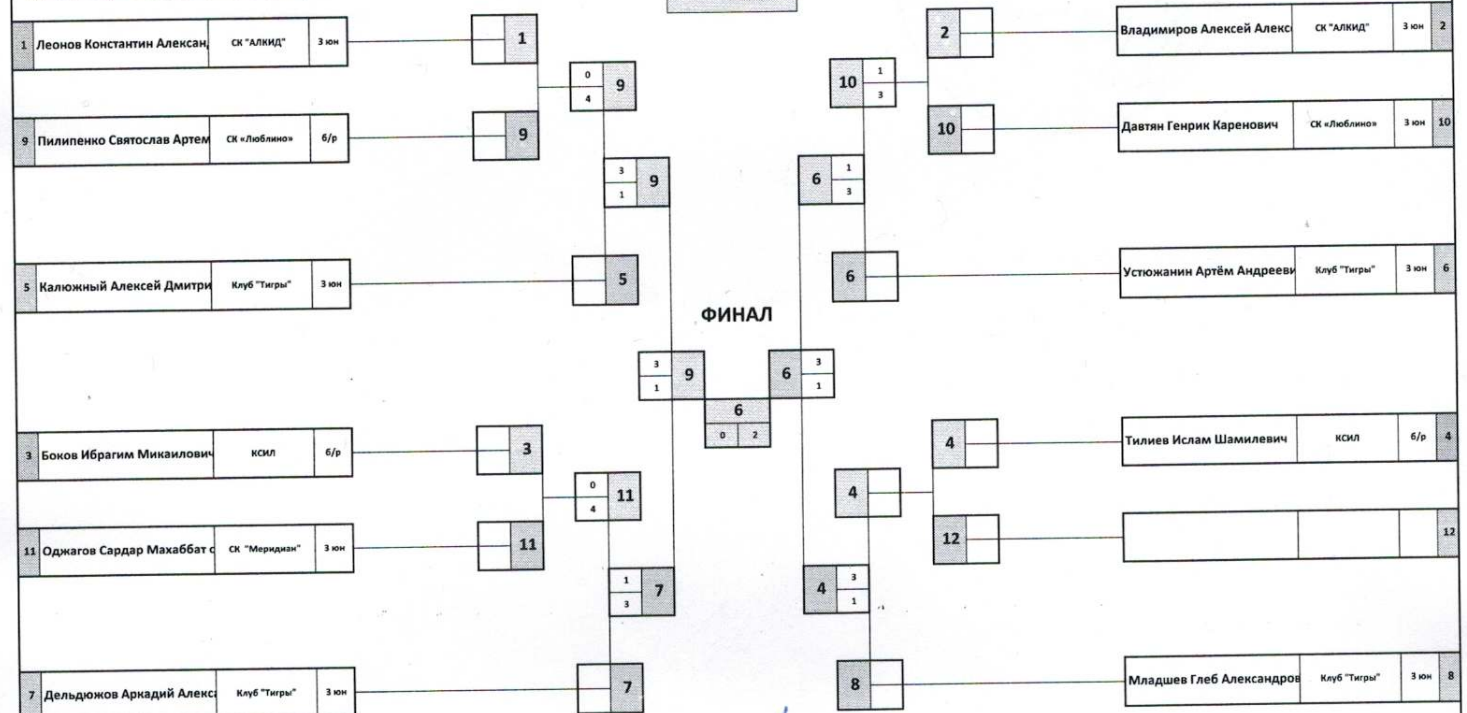 1 Леонов Константин Алексан СК "АЛКИД" 3 юн 1
2 Владимиров Алексей Алекс СК "АЛКИД" 3 юн 2
0
4
9
10
1
3
9 Пилипенко Святослав Артем СК «Люблино» б/р 9
10 Давтян Генрик Каренович СК «Люблино» 3 юн 10
3
1
9
6
1
3
5 Калюжный Алексей Дмитри Клуб "Тигры" 3 юн 5
6 Устюжанин Артём Андрееви Клуб "Тигры" 3 юн 6
ФИНАЛ
3
1
9
6
3
1
6
0 2
3 Боков Ибрагим Микаилович КСИЛ б/р 3
4 Тилиев Ислам Шамилевич КСИЛ б/р 4
0
4
11
4
11 Оджагов Сардар Махаббат о СК "Меридиан" 3 юн 11
12 12
1
3
7
4
3
1
7 Дельдюжов Аркадий Алекса Клуб "Тигры" 3 юн 7
8 Младшев Глеб Александров Клуб "Тигры" 3 юн 8